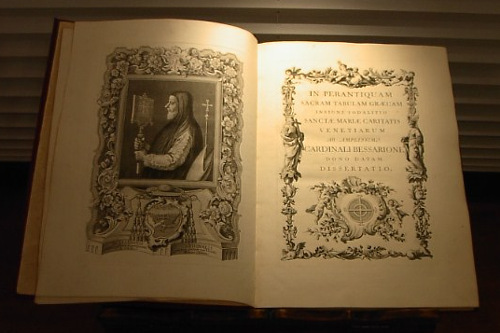 IN PERANTIQUAM
SACRAM TABULAM GRÆCAM
INSIGNI SODALITIO
SANCTÆ MARIÆ CARITATIS
VENETIARUM
AB AMPLISSIMO
CARDINALI BESSARIONE
DONO DATAM
DISSERTATIO.